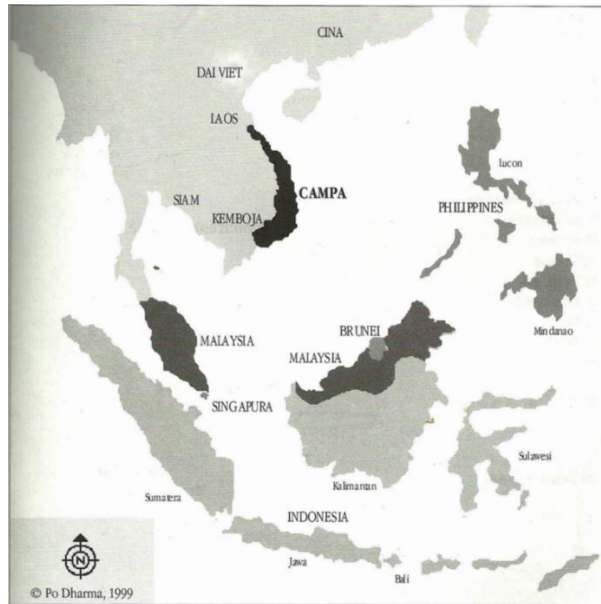 CINA
DAI VIET
LAOS
Lucon
SIAM
CAMPA
KEMBOJA
PHILIPPINES
BRUNEI
MALAYSIA
MALAYSIA
Mindanao
SINGAPURA
Sulawesi
Kalimantan
Sumatera
INDONESIA
Jawa
Bali
N
© Po Dharma, 1999